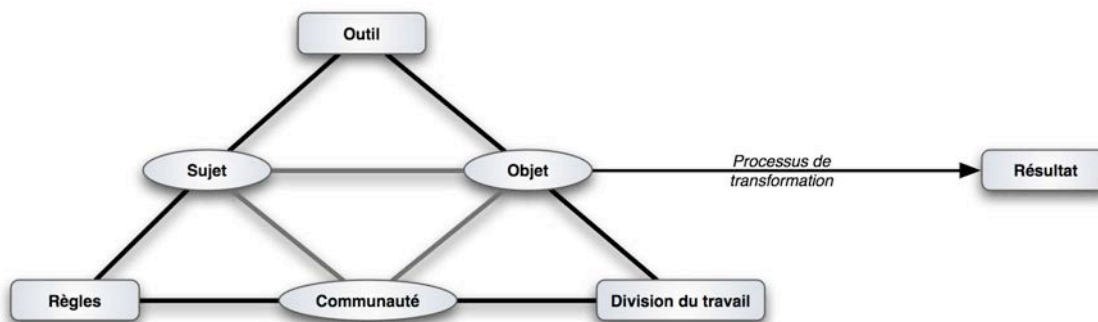 Outil
Sujet
Objet
Processus de
transformation
Résultat
Règles
Communauté
Division du travail